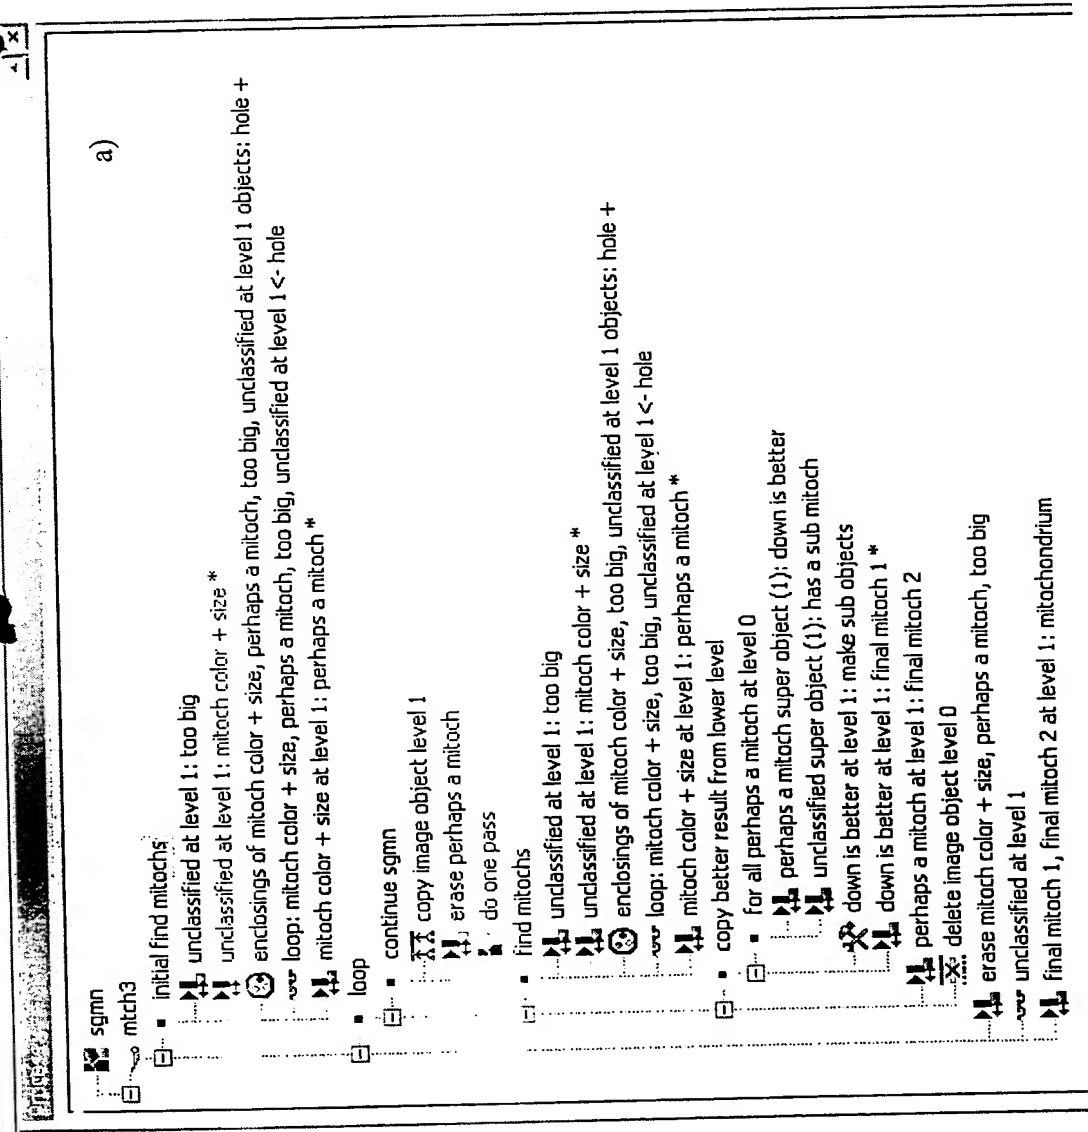 a)
sgmn
mtch3
initial find mitochs
unclassified at level 1: too big
unclassified at level 1: mitoch color + size *
enclosings of mitoch color + size, perhaps a mitoch, too big, unclassified at level 1 objects: hole +
loop: mitoch color + size, perhaps a mitoch, too big, unclassified at level 1 <- hole
mitoch color + size at level 1: perhaps a mitoch *
loop
continue sgmn
copy image object level 1
erase perhaps a mitoch
do one pass
find mitochs
unclassified at level 1: too big
unclassified at level 1: mitoch color + size *
enclosings of mitoch color + size, too big, unclassified at level 1 objects: hole +
loop: mitoch color + size, too big, unclassified at level 1 <- hole
mitoch color + size at level 1: perhaps a mitoch *
copy better result from lower level
for all perhaps a mitoch at level 0
perhaps a mitoch super object (1): down is better
unclassified super object (1): has a sub mitoch
down is better at level 1: make sub objects
down is better at level 1: final mitoch 1 *
perhaps a mitoch at level 1: final mitoch 2
delete image object level 0
erase mitoch color + size, perhaps a mitoch, too big
unclassified at level 1
final mitoch 1, final mitoch 2 at level 1: mitochondrium